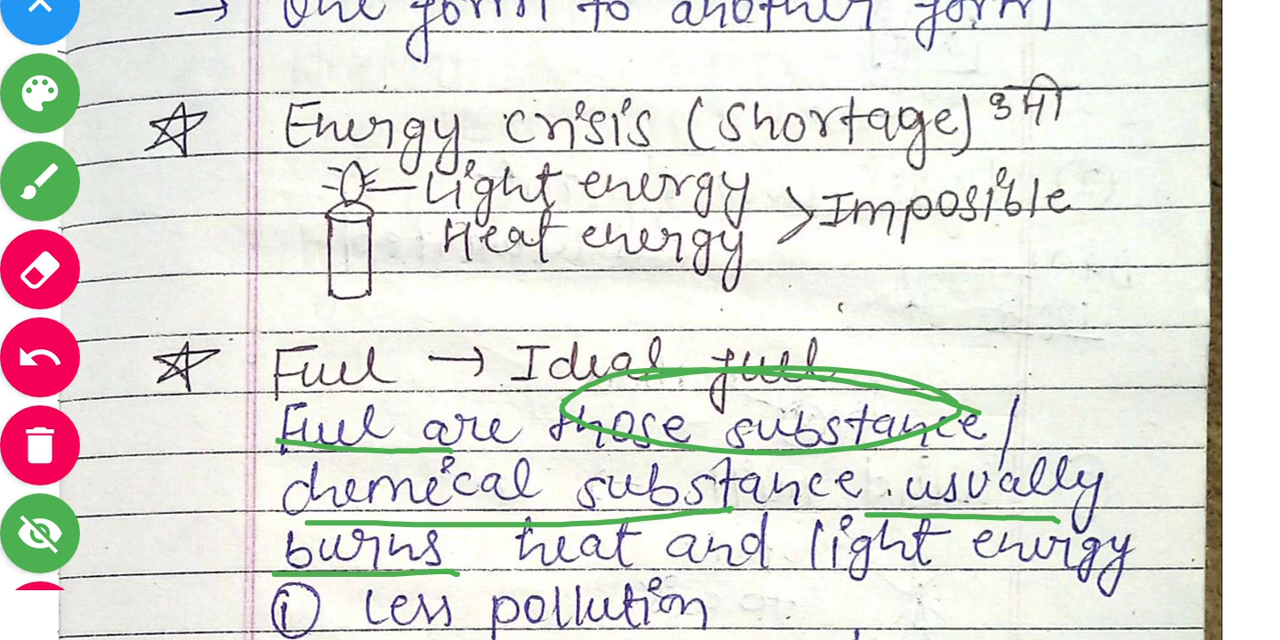 → One form to another form
☆ Energy crisis (shortage) कमी
Light energy > Imposible
Heat energy
☆ Fuel → Ideal fuel
Fuel are those substance /
chemical substance usually
burns heat and light energy
① Less pollution